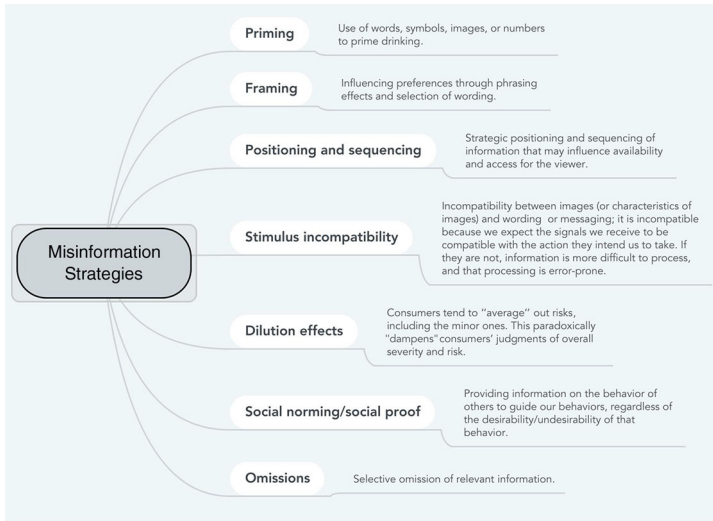 Misinformation
Strategies
Priming
Use of words, symbols, images, or numbers
to prime drinking.
Framing
Influencing preferences through phrasing
effects and selection of wording.
Positioning and sequencing
Strategic positioning and sequencing of
information that may influence availability
and access for the viewer.
Stimulus incompatibility
Incompatibility between images (or characteristics of
images) and wording or messaging; it is incompatible
because we expect the signals we receive to be
compatible with the action they intend us to take. If
they are not, information is more difficult to process,
and that processing is error-prone.
Dilution effects
Consumers tend to "average" out risks,
including the minor ones. This paradoxically
"dampens" consumers' judgments of overall
severity and risk.
Social norming/social proof
Providing information on the behavior of
others to guide our behaviors, regardless of
the desirability/undesirability of that
behavior.
Omissions
Selective omission of relevant information.